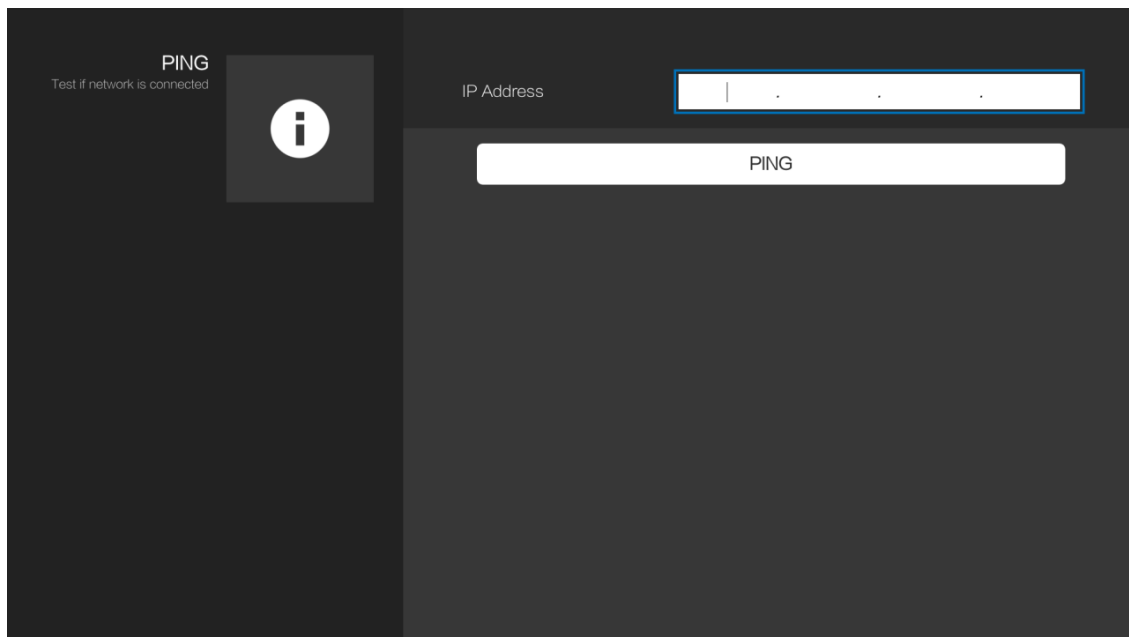 PING
Test if network is connected
IP Address
. . .
PING